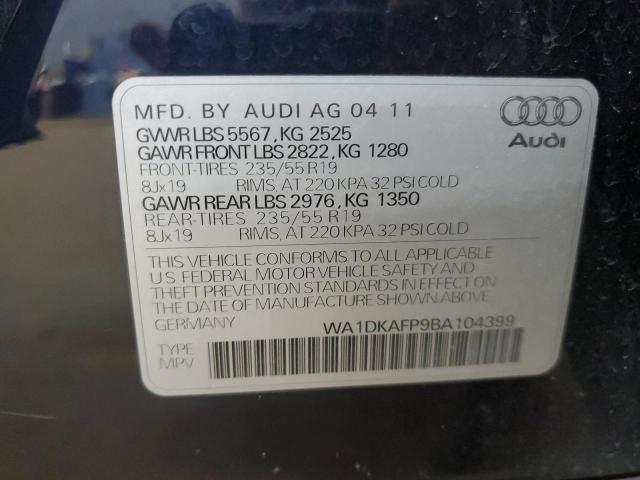 MFD. BY AUDI AG 04 11
GVWR LBS 5567, KG 2525
GAWR FRONT LBS 2822, KG 1280
FRONT-TIRES 235/55 R19
8Jx19 RIMS, AT 220 KPA 32 PSI COLD
GAWR REAR LBS 2976, KG 1350
REAR-TIRES 235/55 R19
8Jx19 RIMS, AT 220 KPA 32 PSI COLD
Audi
THIS VEHICLE CONFORMS TO ALL APPLICABLE
U.S. FEDERAL MOTOR VEHICLE SAFETY AND
THEFT PREVENTION STANDARDS IN EFFECT ON
THE DATE OF MANUFACTURE SHOWN ABOVE.
GERMANY WA1DKAFP9BA104399
TYPE
MPV